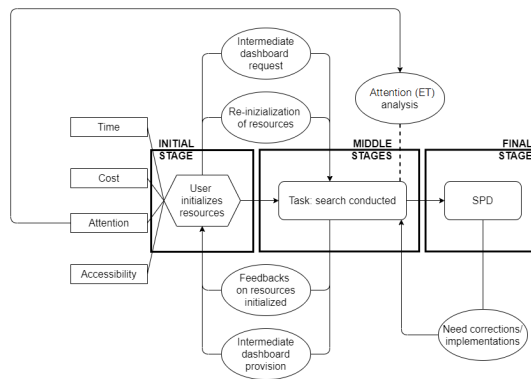 Intermediate
dashboard
request
Attention (ET)
analysis
Re-inizialization
of resources
Time
INITIAL
STAGE
MIDDLE
STAGES
FINAL
STAGE
Cost
User
initializes
resources
Task: search conducted
SPD
Attention
Accessibility
Feedbacks
on resources
initialized
Need corrections/
implementations
Intermediate
dashboard
provision